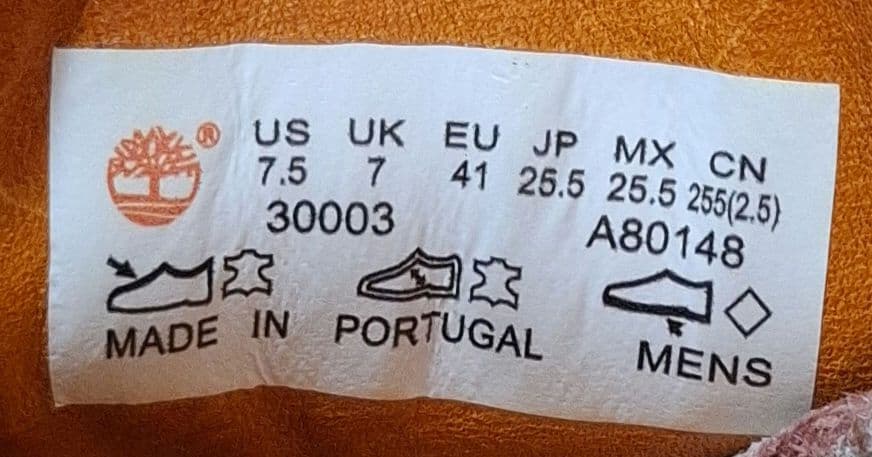 ® US UK EU JP MX CN
7.5 7 41 25.5 25.5 255(2.5)
30003 A80148
MADE IN PORTUGAL MENS